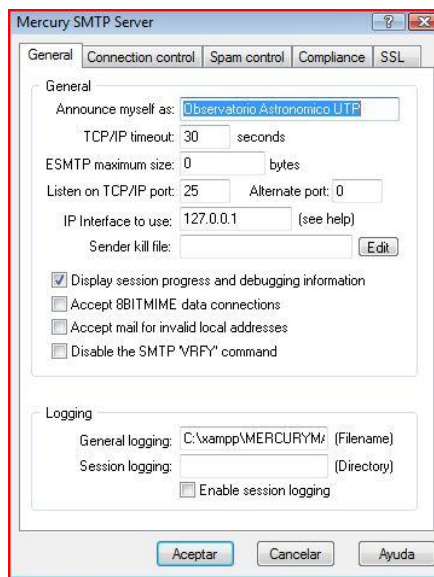 Mercury SMTP Server
General Connection control Spam control Compliance SSL
General
Announce myself as: Observatorio Astronomico UTP
TCP/IP timeout: 30 seconds
ESMTP maximum size: 0 bytes
Listen on TCP/IP port: 25 Alternate port: 0
IP Interface to use: 127.0.0.1 (see help)
Sender kill file: Edit
Display session progress and debugging information
Accept 8BITMIME data connections
Accept mail for invalid local addresses
Disable the SMTP 'VRFY' command
Logging
General logging: C:\xampp\MERCURYMA (Filename)
Session logging: (Directory)
Enable session logging
Aceptar Cancelar Ayuda